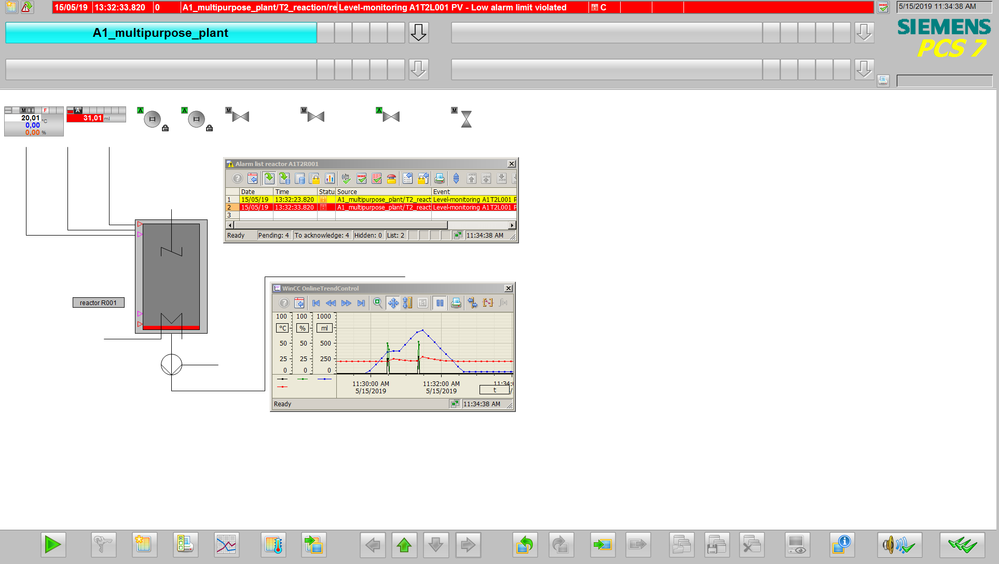 15/05/19 13:32:33.820 0 A1_multipurpose_plant/T2_reaction/re Level-monitoring A1T2L001 PV - Low alarm limit violated C
5/15/2019 11:34:38 AM
A1_multipurpose_plant
SIEMENS
PCS 7
M I F
20,01 °C
0,00
0,00 %
A
31,01 ml
A
A
M
M
A
M
Alarm list reactor A1T2R001
Date Time Statu Source Event
1 15/05/19 13:32:23.820 A1_multipurpose_plant/T2_react Level-monitoring A1T2L001 P
2 15/05/19 13:32:33.820 A1_multipurpose_plant/T2_react Level-monitoring A1T2L001 P
3
Ready Pending: 4 To acknowledge: 4 Hidden: 0 List: 2 11:34:38 AM
reactor R001
WinCC OnlineTrendControl
1:1
100 100 1000
°C % ml
50 50 500
25 25 250
0 0 0
11:30:00 AM 11:32:00 AM 11:34:0
5/15/2019 5/15/2019 t
Ready 11:34:38 AM